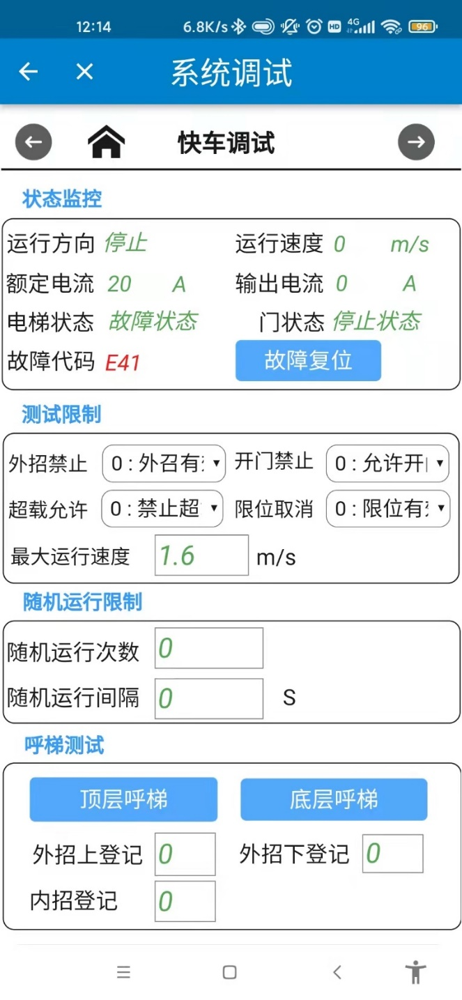 12:14 6.8K/s HD 4G 96
系统调试
快车调试
状态监控
运行方向 停止 运行速度 0 m/s
额定电流 20 A 输出电流 0 A
电梯状态 故障状态 门状态 停止状态
故障代码 E41 故障复位
测试限制
外招禁止 0 : 外召有 开门禁止 0 : 允许开
超载允许 0 : 禁止超 限位取消 0 : 限位有
最大运行速度 1.6 m/s
随机运行限制
随机运行次数 0
随机运行间隔 0 S
呼梯测试
顶层呼梯 底层呼梯
外招上登记 0 外招下登记 0
内招登记 0